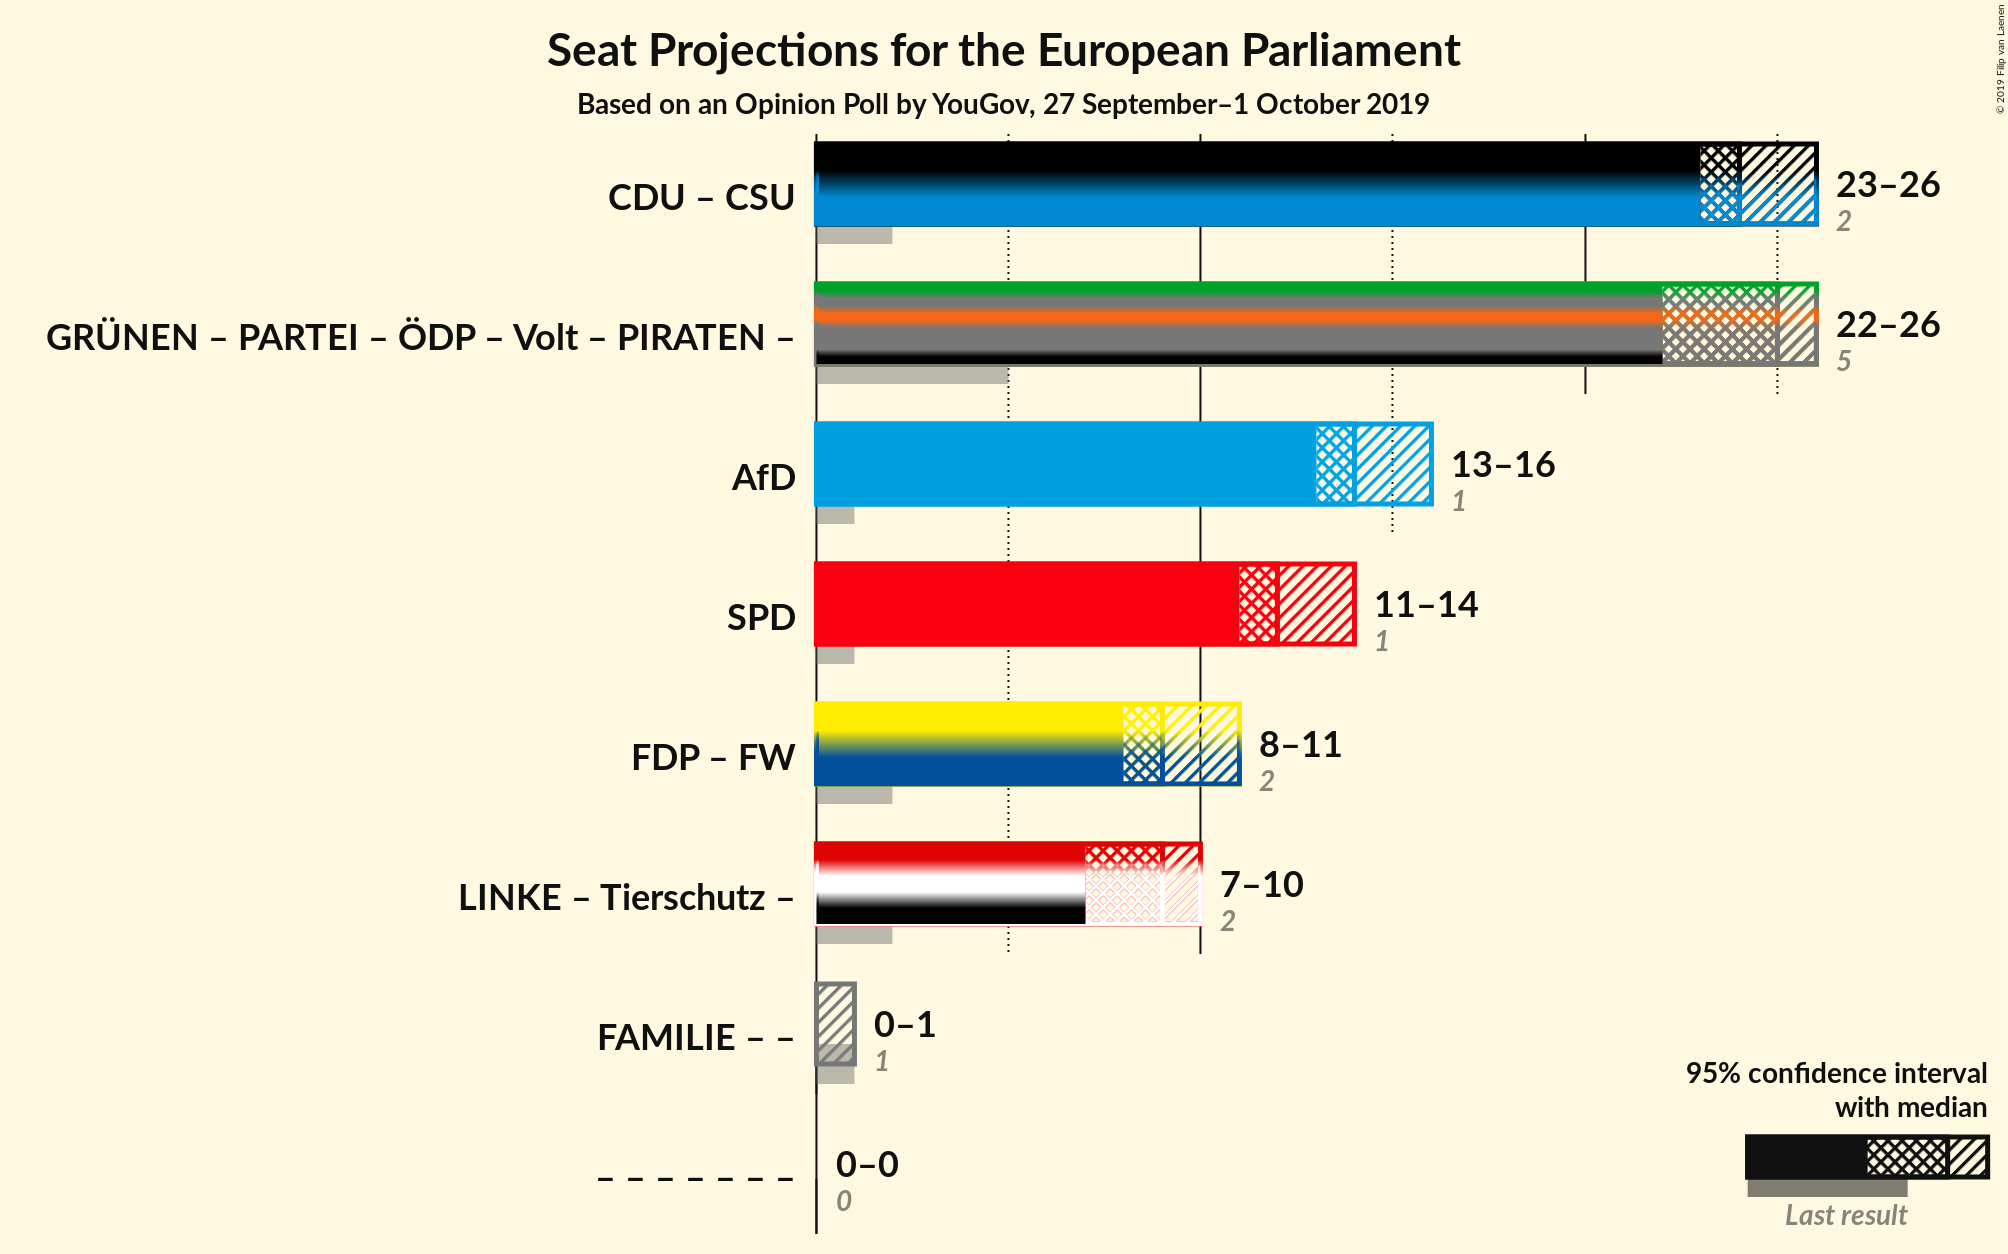 Seat Projections for the European Parliament
Based on an Opinion Poll by YouGov, 27 September–1 October 2019
© 2019 Filip van Laenen
CDU – CSU
23–26
2
GRÜNEN – PARTEI – ÖDP – Volt – PIRATEN –
22–26
5
AfD
13–16
1
SPD
11–14
1
FDP – FW
8–11
2
LINKE – Tierschutz –
7–10
2
FAMILIE – –
0–1
1
– – – – – – –
0–0
0
95% confidence interval
with median
Last result